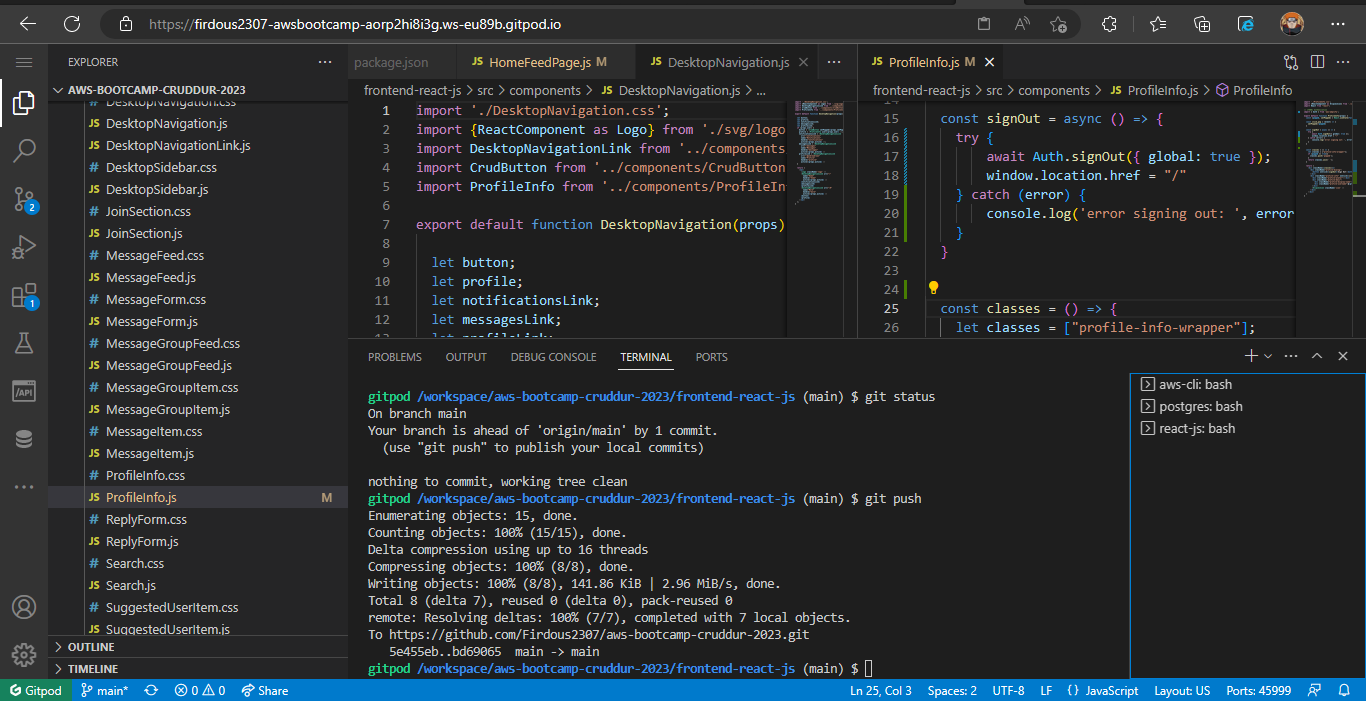 https://firdous2307-awsbootcamp-aorp2hi8i3g.ws-eu89b.gitpod.io
EXPLORER
AWS-BOOTCAMP-CRUDDUR-2023
DesktopNavigation.css
JS DesktopNavigation.js
JS DesktopNavigationLink.js
# DesktopSidebar.css
JS DesktopSidebar.js
# JoinSection.css
JS JoinSection.js
# MessageFeed.css
JS MessageFeed.js
# MessageForm.css
JS MessageForm.js
# MessageGroupFeed.css
JS MessageGroupFeed.js
# MessageGroupItem.css
JS MessageGroupItem.js
# MessageItem.css
JS MessageItem.js
# ProfileInfo.css
JS ProfileInfo.js M
# ReplyForm.css
JS ReplyForm.js
# Search.css
JS Search.js
# SuggestedUserItem.css
JS SuggestedUserItem.js
OUTLINE
TIMELINE
2
1
/API
package.json
JS HomeFeedPage.js M
JS DesktopNavigation.js
frontend-react-js > src > components > JS DesktopNavigation.js > ...
1 import './DesktopNavigation.css';
2 import {ReactComponent as Logo} from './svg/logo
3 import DesktopNavigationLink from '../components
4 import CrudButton from '../components/CrudButton
5 import ProfileInfo from '../components/ProfileIn
6
7 export default function DesktopNavigation(props)
8
9 let button;
10 let profile;
11 let notificationsLink;
12 let messagesLink;
13 let profileLink;
JS ProfileInfo.js M
frontend-react-js > src > components > JS ProfileInfo.js > ProfileInfo
14
15 const signOut = async () => {
16 try {
17 await Auth.signOut({ global: true });
18 window.location.href = "/"
19 } catch (error) {
20 console.log('error signing out: ', error
21 }
22 }
23
24
25 const classes = () => {
26 let classes = ["profile-info-wrapper"];
PROBLEMS OUTPUT DEBUG CONSOLE TERMINAL PORTS
gitpod /workspace/aws-bootcamp-cruddur-2023/frontend-react-js (main) $ git status
On branch main
Your branch is ahead of 'origin/main' by 1 commit.
(use "git push" to publish your local commits)
nothing to commit, working tree clean
gitpod /workspace/aws-bootcamp-cruddur-2023/frontend-react-js (main) $ git push
Enumerating objects: 15, done.
Counting objects: 100% (15/15), done.
Delta compression using up to 16 threads
Compressing objects: 100% (8/8), done.
Writing objects: 100% (8/8), 141.86 KiB | 2.96 MiB/s, done.
Total 8 (delta 7), reused 0 (delta 0), pack-reused 0
remote: Resolving deltas: 100% (7/7), completed with 7 local objects.
To https://github.com/Firdous2307/aws-bootcamp-cruddur-2023.git
5e455eb..bd69065 main -> main
gitpod /workspace/aws-bootcamp-cruddur-2023/frontend-react-js (main) $
aws-cli: bash
postgres: bash
react-js: bash
Gitpod main* 0 0 Share
Ln 25, Col 3 Spaces: 2 UTF-8 LF {} JavaScript Layout: US Ports: 45999